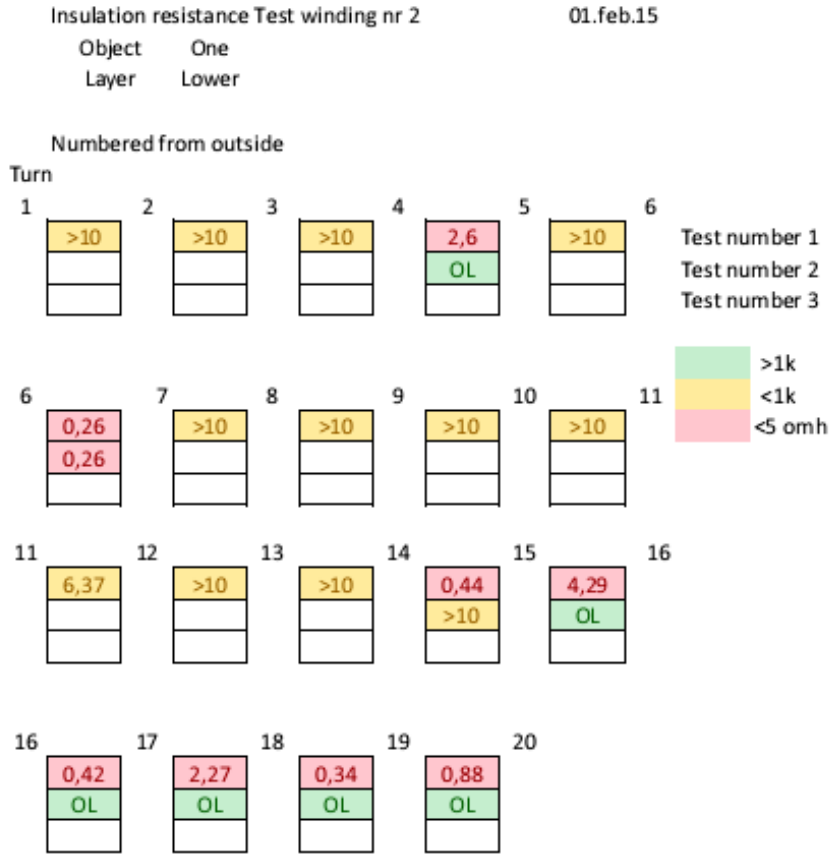 Insulation resistance Test winding nr 2 01.feb.15
Object One
Layer Lower
Numbered from outside
Turn
1 2 3 4 5 6
>10 >10 >10 2,6 >10 Test number 1
OL Test number 2
Test number 3
>1k
<1k
<5 omh
6 7 8 9 10 11
0,26 >10 >10 >10 >10
0,26
11 12 13 14 15 16
6,37 >10 >10 0,44 4,29
>10 OL
16 17 18 19 20
0,42 2,27 0,34 0,88
OL OL OL OL